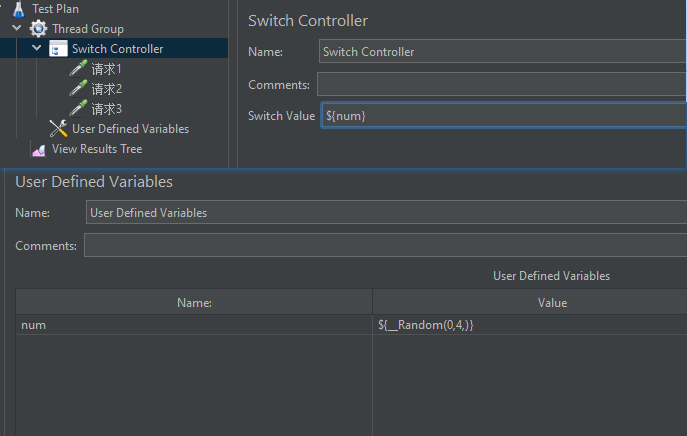 Test Plan
Thread Group
Switch Controller
请求1
请求2
请求3
User Defined Variables
View Results Tree
Switch Controller
Name: Switch Controller
Comments:
Switch Value ${num}
User Defined Variables
Name: User Defined Variables
Comments:
User Defined Variables
Name: Value
num ${__Random(0,4,)}